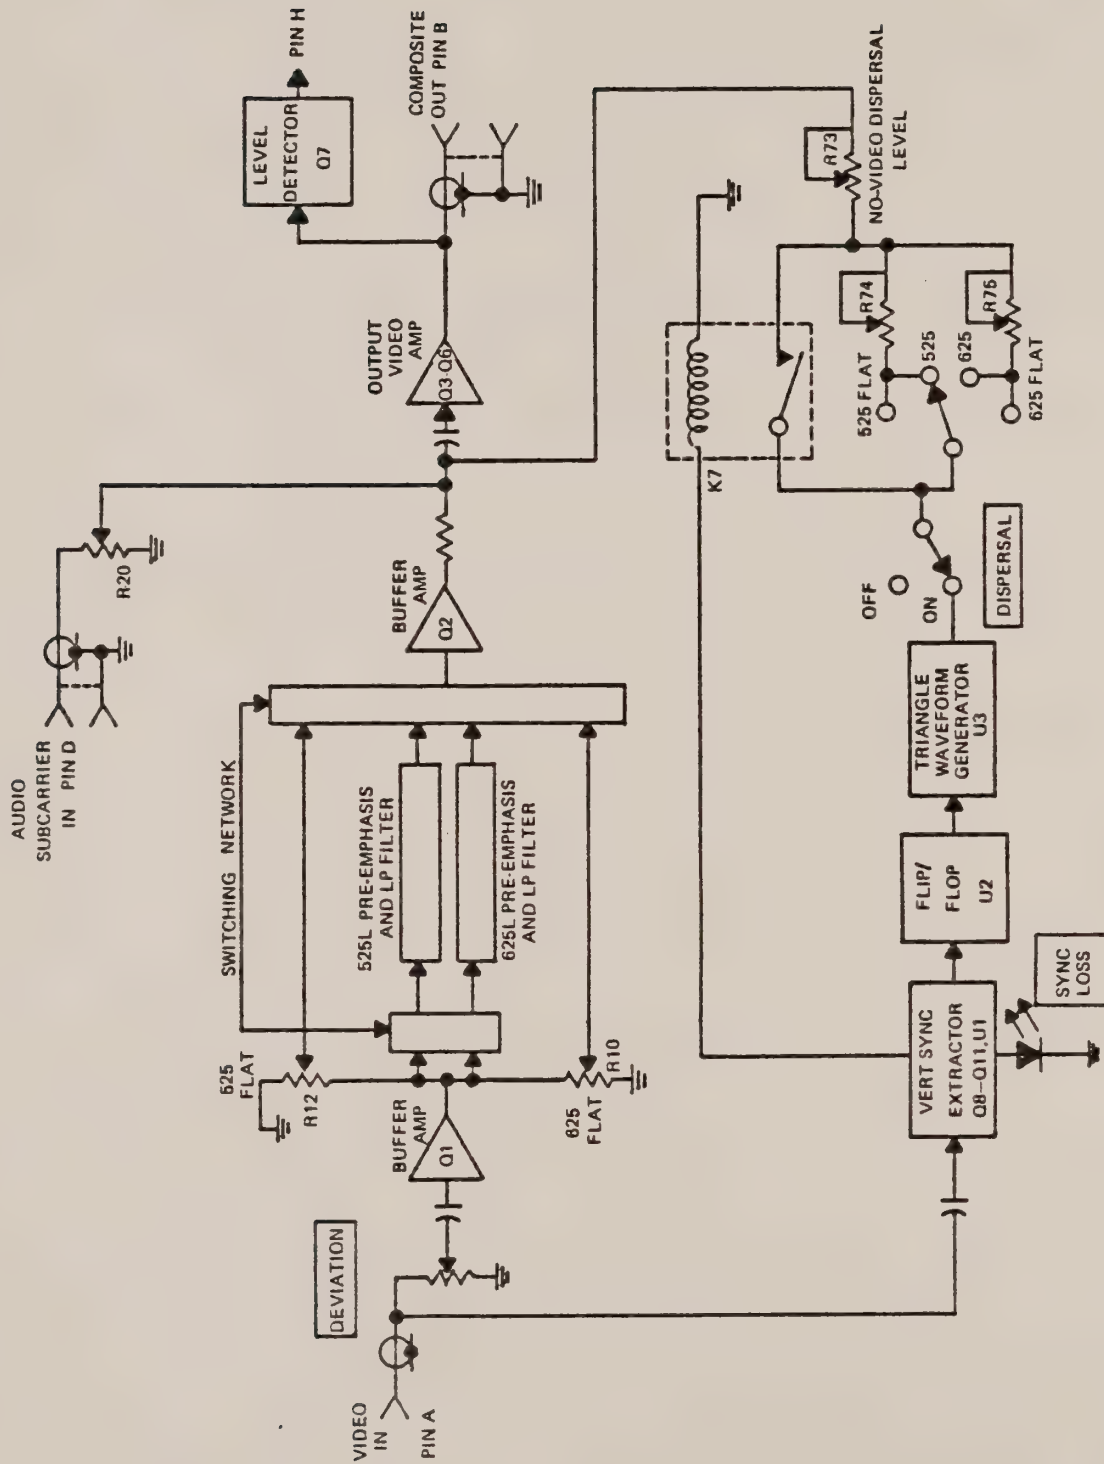 AUDIO
SUBCARRIER
IN PIN D
R20
SWITCHING NETWORK
LEVEL
DETECTOR
Q7
PIN H
COMPOSITE
OUT PIN B
OUTPUT
VIDEO
AMP
Q3-Q6
BUFFER
AMP
Q2
525L PRE-EMPHASIS
AND LP FILTER
625L PRE-EMPHASIS
AND LP FILTER
525
FLAT
R12
BUFFER
AMP
Q1
625
FLAT
R10
DEVIATION
VIDEO
IN
PIN A
K7
R73
NO-VIDEO DISPERSAL
LEVEL
R74
525 FLAT
525
R75
625
625 FLAT
OFF
ON
DISPERSAL
TRIANGLE
WAVEFORM
GENERATOR
U3
FLIP/
FLOP
U2
VERT SYNC
EXTRACTOR
Q8-Q11,U1
SYNC
LOSS